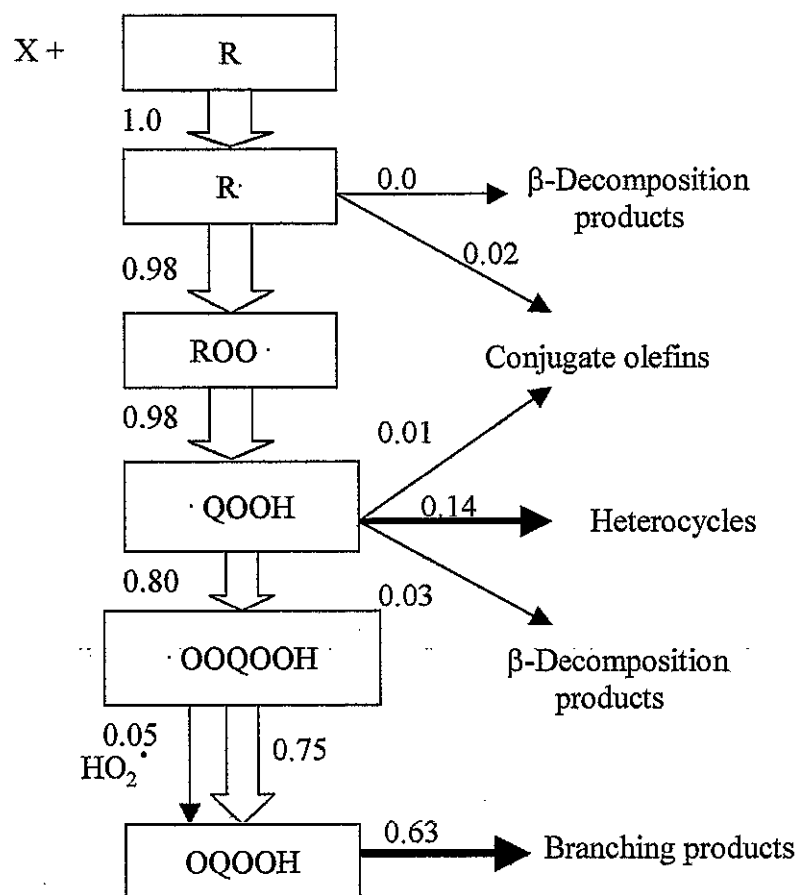 X +
R
1.0
R·
0.0
β-Decomposition
products
0.02
0.98
ROO ·
Conjugate olefins
0.98
0.01
· QOOH
0.14
Heterocycles
0.80
0.03
· OOQOOH
β-Decomposition
products
0.05
HO₂·
0.75
OQOOH
0.63
Branching products